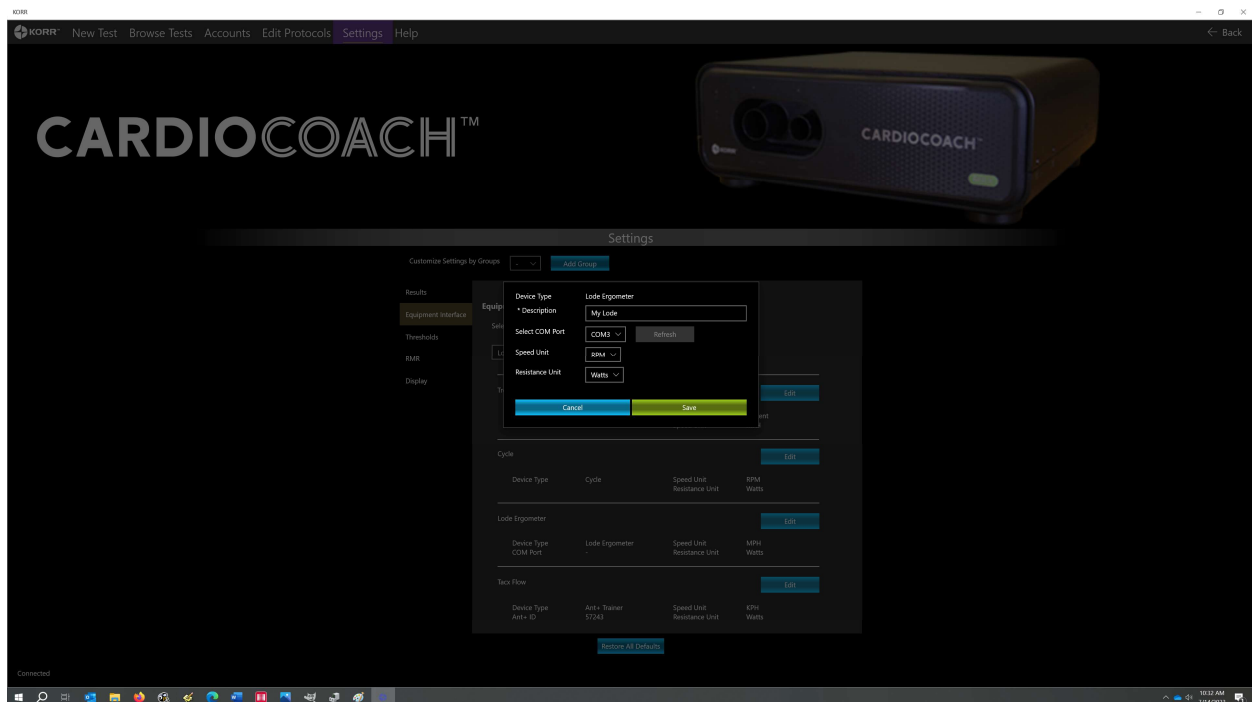 KORR
KORR™ New Test Browse Tests Accounts Edit Protocols Settings Help Back
CARDIOCOACH™
KORR
CARDIOCOACH™
Settings
Customize Settings by Groups - Add Group
Results
Equipment Interface
Thresholds
RMR
Display
Device Type Lode Ergometer
* Description My Lode
Select COM Port COM3 Refresh
Speed Unit RPM
Resistance Unit Watts
Cancel Save
Edit
Cycle Edit
Device Type Cycle Speed Unit RPM
Resistance Unit Watts
Lode Ergometer Edit
Device Type Lode Ergometer Speed Unit MPH
COM Port - Resistance Unit Watts
Tacx Flow Edit
Device Type Ant+ Trainer Speed Unit KPH
Ant+ ID 57243 Resistance Unit Watts
Restore All Defaults
Connected
10:32 AM